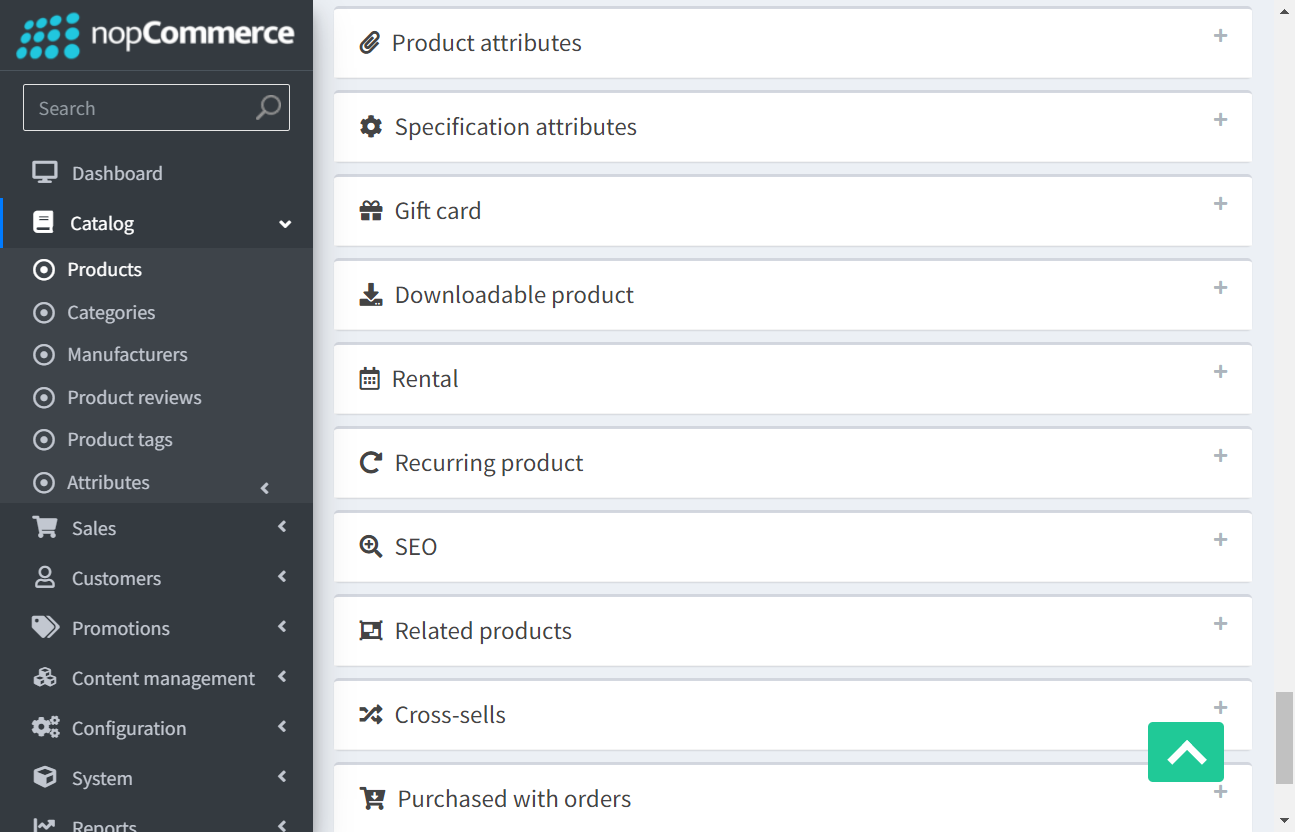 nopCommerce
Search
Dashboard
Catalog
Products
Categories
Manufacturers
Product reviews
Product tags
Attributes
Sales
Customers
Promotions
Content management
Configuration
System
Reports
Product attributes
Specification attributes
Gift card
Downloadable product
Rental
Recurring product
SEO
Related products
Cross-sells
Purchased with orders